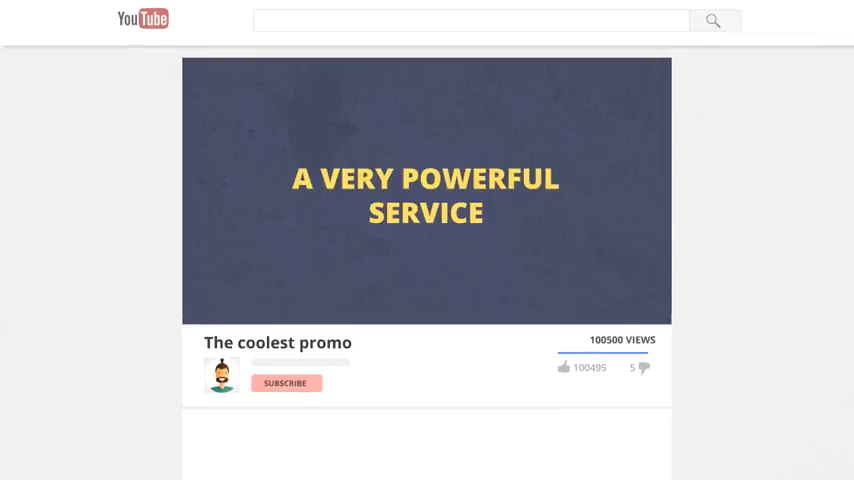 YouTube
A VERY POWERFUL
SERVICE
The coolest promo
100500 VIEWS
100495
5
SUBSCRIBE